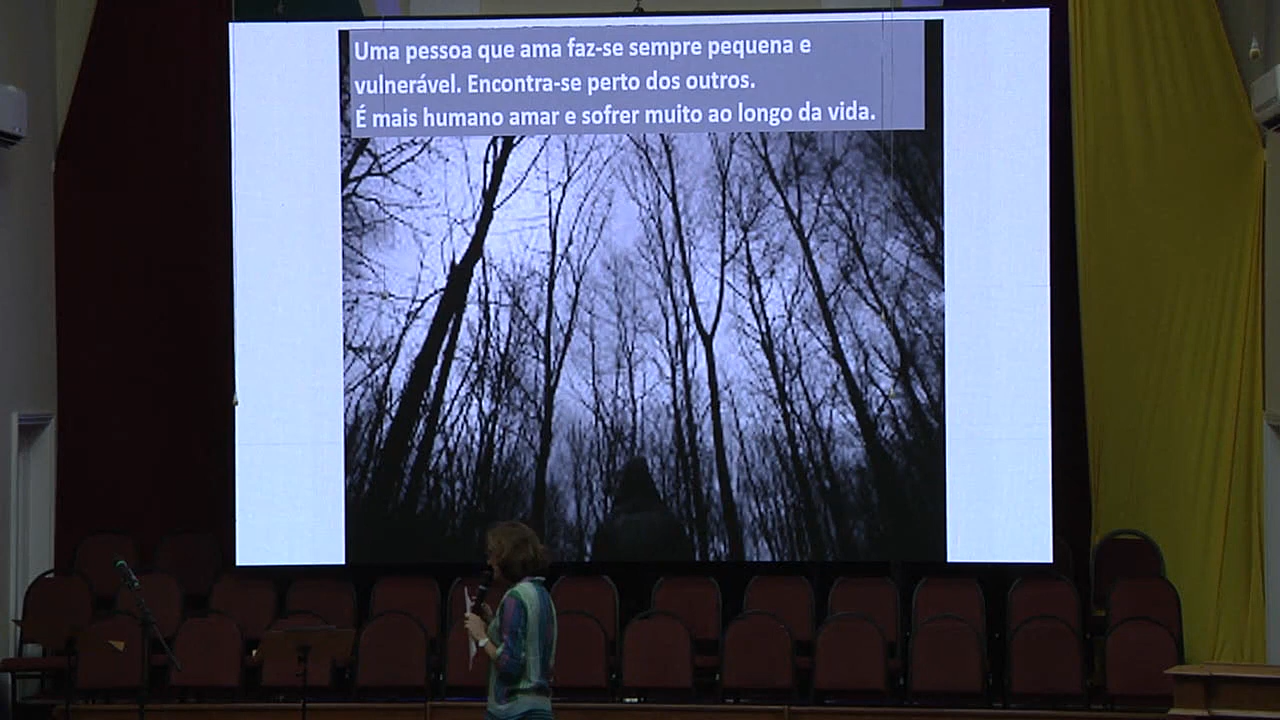 Uma pessoa que ama faz-se sempre pequena e
vulnerável. Encontra-se perto dos outros.
É mais humano amar e sofrer muito ao longo da vida.